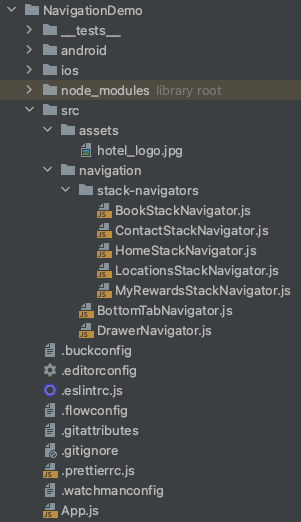 NavigationDemo
__tests__
android
ios
node_modules library root
src
assets
hotel_logo.jpg
navigation
stack-navigators
BookStackNavigator.js
ContactStackNavigator.js
HomeStackNavigator.js
LocationsStackNavigator.js
MyRewardsStackNavigator.js
BottomTabNavigator.js
DrawerNavigator.js
.buckconfig
.editorconfig
.eslintrc.js
.flowconfig
.gitattributes
.gitignore
.prettierrc.js
.watchmanconfig
App.js